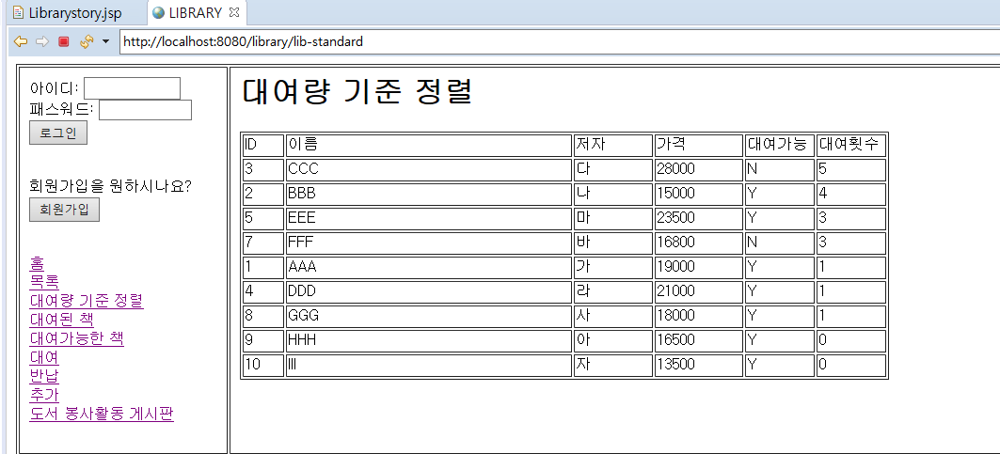 Librarystory.jsp LIBRARY
http://localhost:8080/library/lib-standard
아이디:
패스워드:
로그인
회원가입을 원하시나요?
회원가입
홈
목록
대여량 기준 정렬
대여된 책
대여가능한 책
대여
반납
추가
도서 봉사활동 게시판
대여량 기준 정렬
ID 이름 저자 가격 대여가능 대여횟수
3 CCC 다 28000 N 5
2 BBB 나 15000 Y 4
5 EEE 마 23500 Y 3
7 FFF 바 16800 N 3
1 AAA 가 19000 Y 1
4 DDD 라 21000 Y 1
8 GGG 사 18000 Y 1
9 HHH 아 16500 Y 0
10 III 자 13500 Y 0